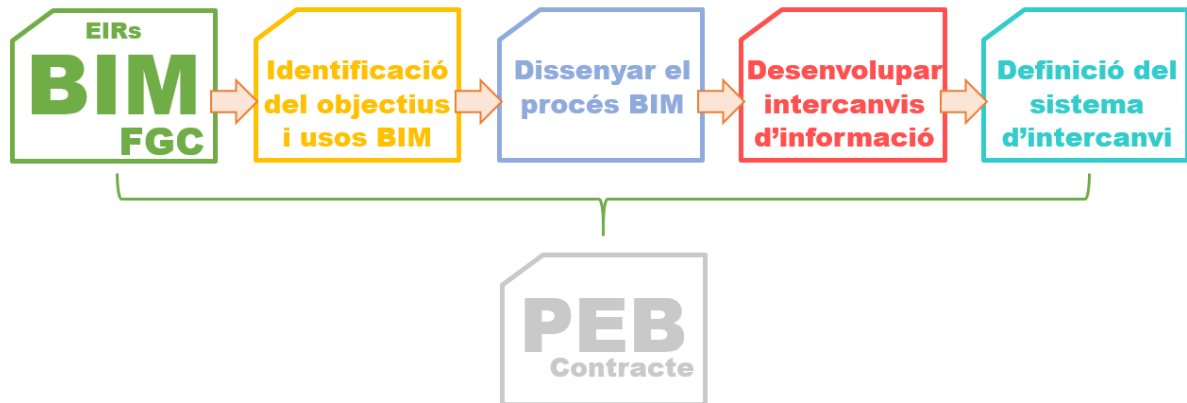 EIRs
BIM
FGC
Identificació
del objectius
i usos BIM
Dissenyar el
procés BIM
Desenvolupar
intercanvis
d’informació
Definició del
sistema
d’intercanvi
PEB
Contracte